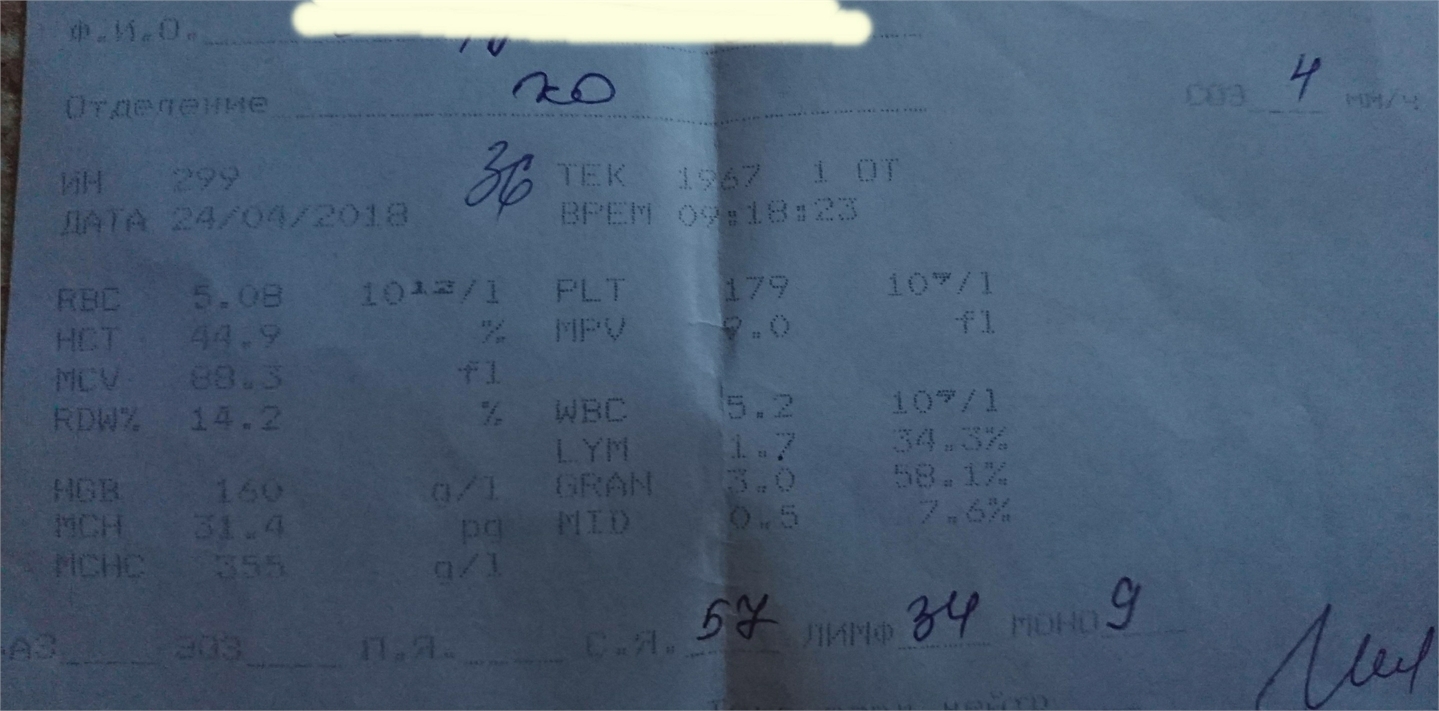 Ф.И.О.
Отделение хо СОЭ 4 мм/ч
ИН 299 36 ТЕК 1967 1 ОТ
ДАТА 24/04/2018 ВРЕМ 09:18:23
RBC 5.08 10¹²/l PLT 179 10⁹/l
HCT 44.9 % MPV 9.0 fl
MCV 88.3 fl
RDW% 14.2 % WBC 5.2 10⁹/l
LYM 1.7 34.3%
HGB 160 g/l GRAN 3.0 58.1%
MCH 31.4 pg MID 0.5 7.6%
MCHC 355 g/l
АЗ ЭОЗ П.Я. С.Я. 57 ЛИМФ 34 МОНО 9